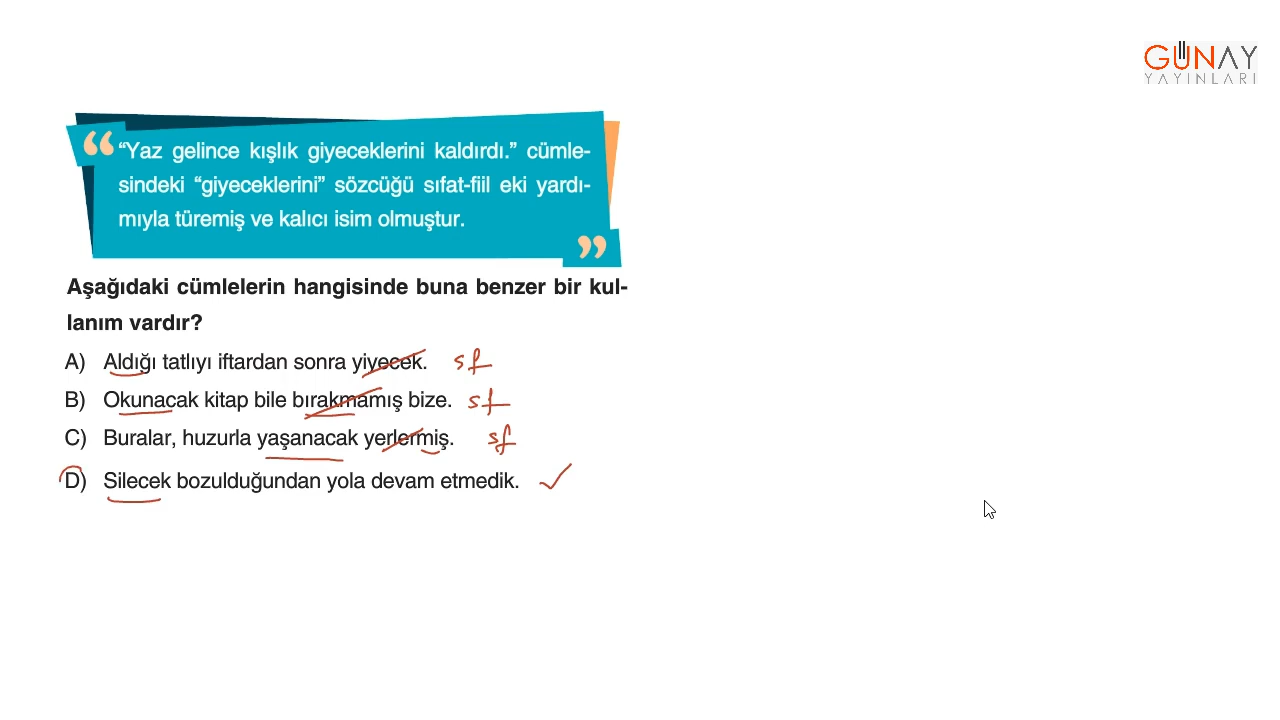 GÜNAY
YAYINLARI
“Yaz gelince kışlık giyeceklerini kaldırdı.” cümle-
sindeki “giyeceklerini” sözcüğü sıfat-fiil eki yardı-
mıyla türemiş ve kalıcı isim olmuştur.
Aşağıdaki cümlelerin hangisinde buna benzer bir kul-
lanım vardır?
A) Aldığı tatlıyı iftardan sonra yiyecek. sf
B) Okunacak kitap bile bırakmamış bize. sf
C) Buralar, huzurla yaşanacak yerlermiş. sf
D) Silecek bozulduğundan yola devam etmedik.